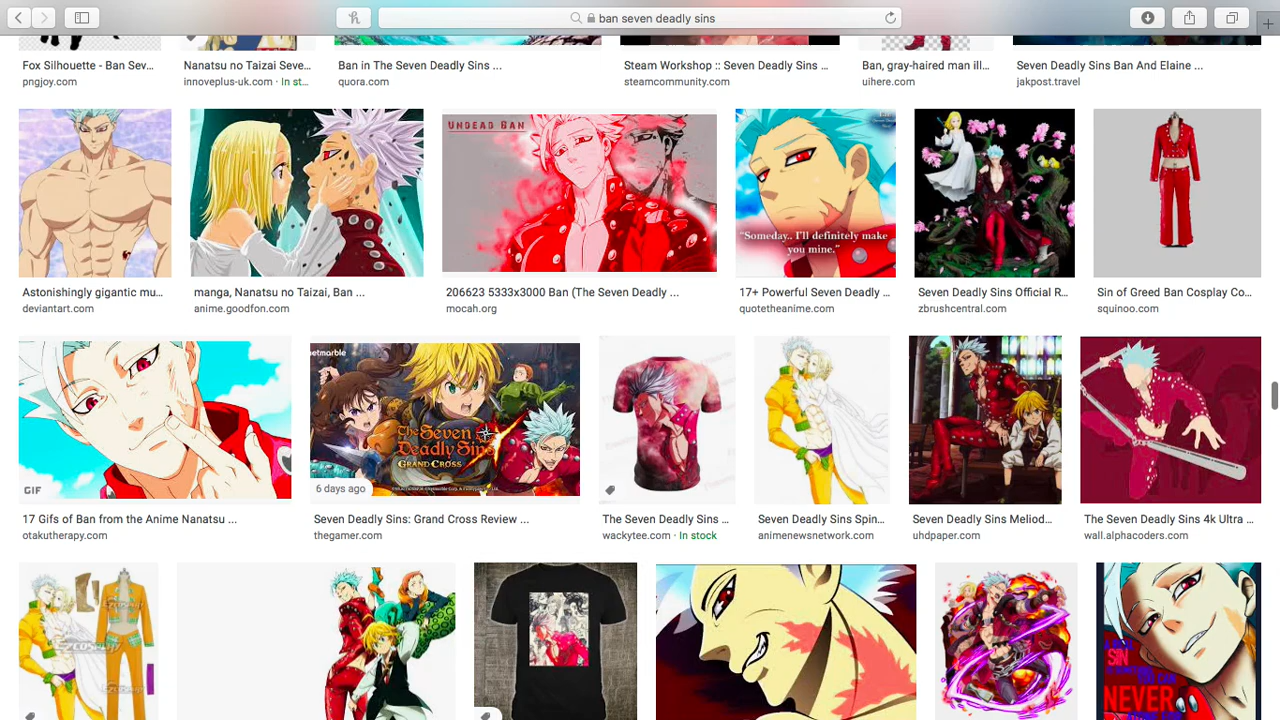 ban seven deadly sins
Fox Silhouette - Ban Sev...
Nanatsu no Taizai Seve...
Ban in The Seven Deadly Sins ...
Steam Workshop :: Seven Deadly Sins ...
Ban, gray-haired man ill...
Seven Deadly Sins Ban And Elaine ...
pngjoy.com
innoveplus-uk.com · In st...
quora.com
steamcommunity.com
uihere.com
jakpost.travel
UNDEAD BAN
“Someday.. I'll definitely make
you mine.”
Astonishingly gigantic mu...
manga, Nanatsu no Taizai, Ban ...
206623 5333x3000 Ban (The Seven Deadly ...
17+ Powerful Seven Deadly ...
Seven Deadly Sins Official R...
Sin of Greed Ban Cosplay Co...
deviantart.com
anime.goodfon.com
mocah.org
quotetheanime.com
zbrushcentral.com
squinoo.com
netmarble
The Seven
Deadly Sins
GRAND CROSS
GIF
6 days ago
17 Gifs of Ban from the Anime Nanatsu ...
Seven Deadly Sins: Grand Cross Review ...
The Seven Deadly Sins ...
Seven Deadly Sins Spin...
Seven Deadly Sins Meliod...
The Seven Deadly Sins 4k Ultra ...
otakutherapy.com
thegamer.com
wackytee.com · In stock
animenewsnetwork.com
uhdpaper.com
wall.alphacoders.com
EZCOSPLAY
SIN
YOU CAN
NEVER